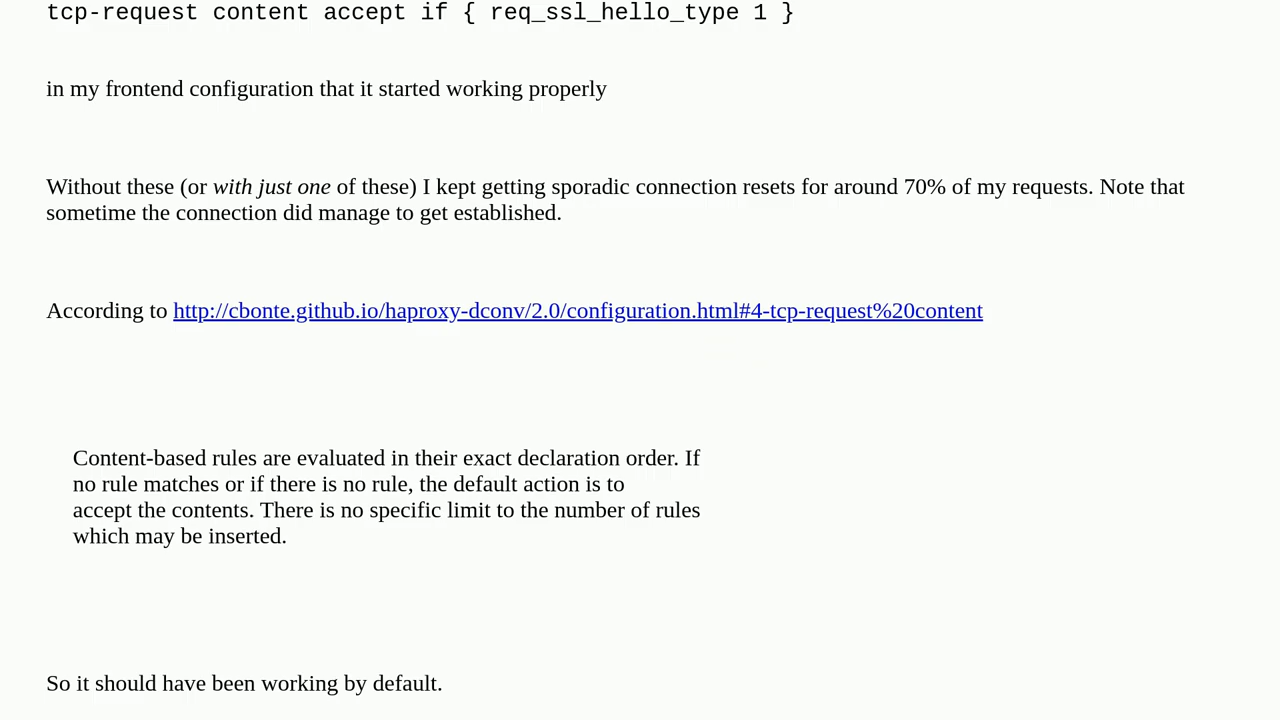 tcp-request content accept if { req_ssl_hello_type 1 }
in my frontend configuration that it started working properly
Without these (or with just one of these) I kept getting sporadic connection resets for around 70% of my requests. Note that
sometime the connection did manage to get established.
According to http://cbonte.github.io/haproxy-dconv/2.0/configuration.html#4-tcp-request%20content
Content-based rules are evaluated in their exact declaration order. If
no rule matches or if there is no rule, the default action is to
accept the contents. There is no specific limit to the number of rules
which may be inserted.
So it should have been working by default.